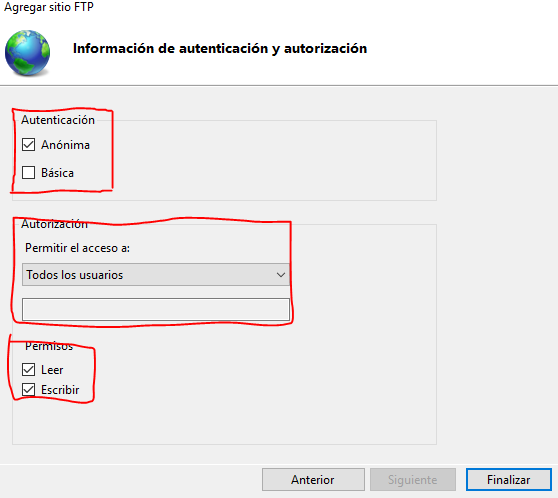 Agregar sitio FTP
Información de autenticación y autorización
Autenticación
Anónima
Básica
Autorización
Permitir el acceso a:
Todos los usuarios
Permisos
Leer
Escribir
Anterior
Siguiente
Finalizar